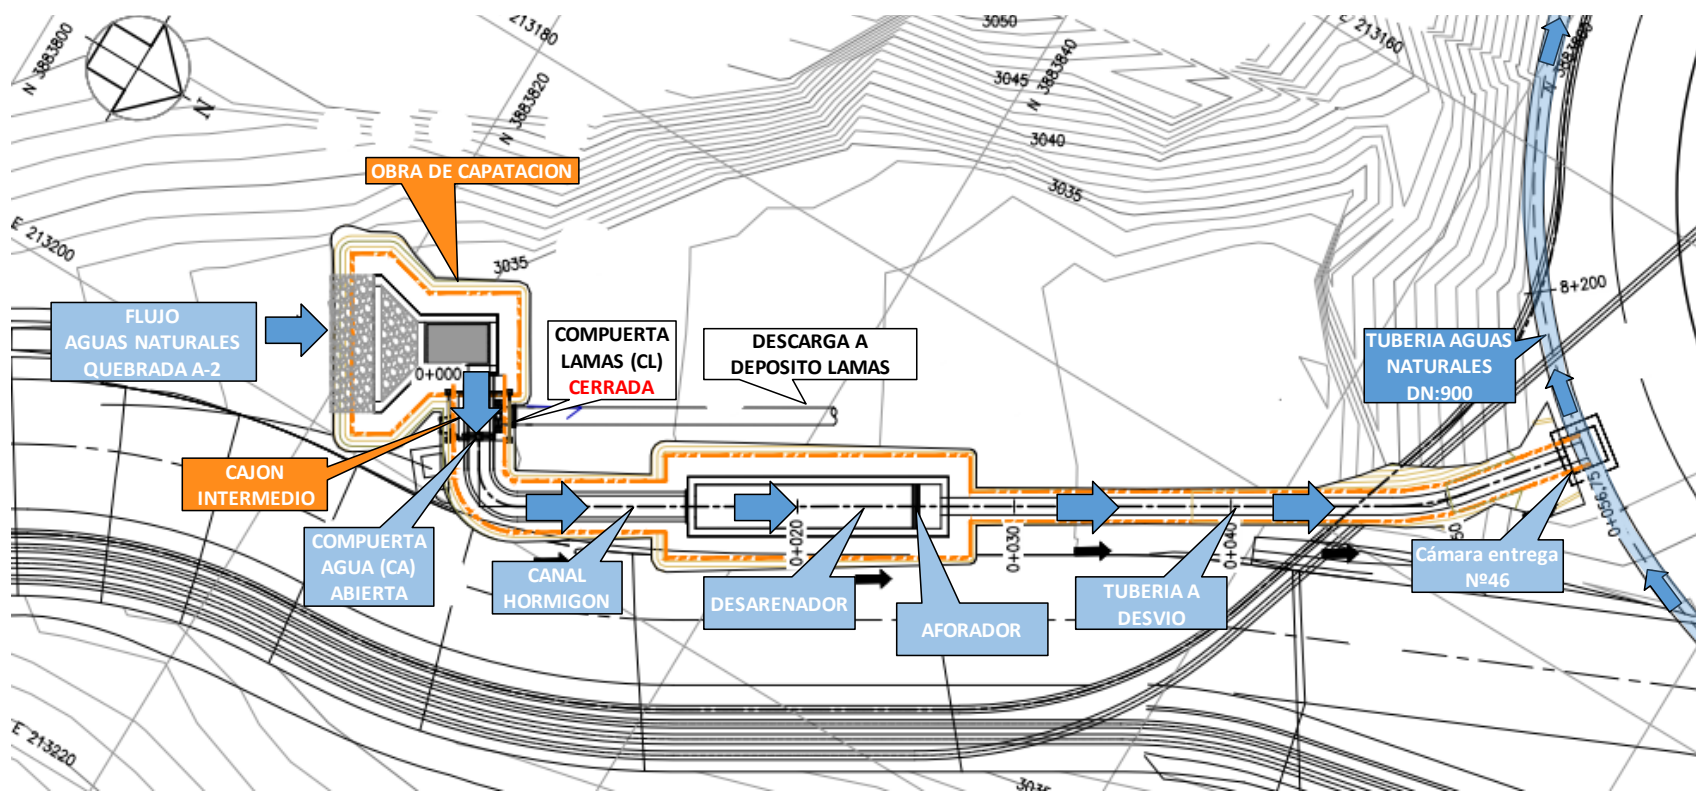 N 3883800
213180
N 3883820
3050
3045
N 3883840
3040
3035
213160
N 3883880
N
E 213200
OBRA DE CAPATACION
3035
FLUJO
AGUAS NATURALES
QUEBRADA A-2
0+000
COMPUERTA
LAMAS (CL)
CERRADA
DESCARGA A
DEPOSITO LAMAS
8+200
TUBERIA AGUAS
NATURALES
DN:900
CAJON
INTERMEDIO
COMPUERTA
AGUA (CA)
ABIERTA
CANAL
HORMIGON
0+020
DESARENADOR
AFORADOR
0+030
TUBERIA A
DESVIO
0+040
50
Cámara entrega
Nº46
0+056,75
E 213220
3035